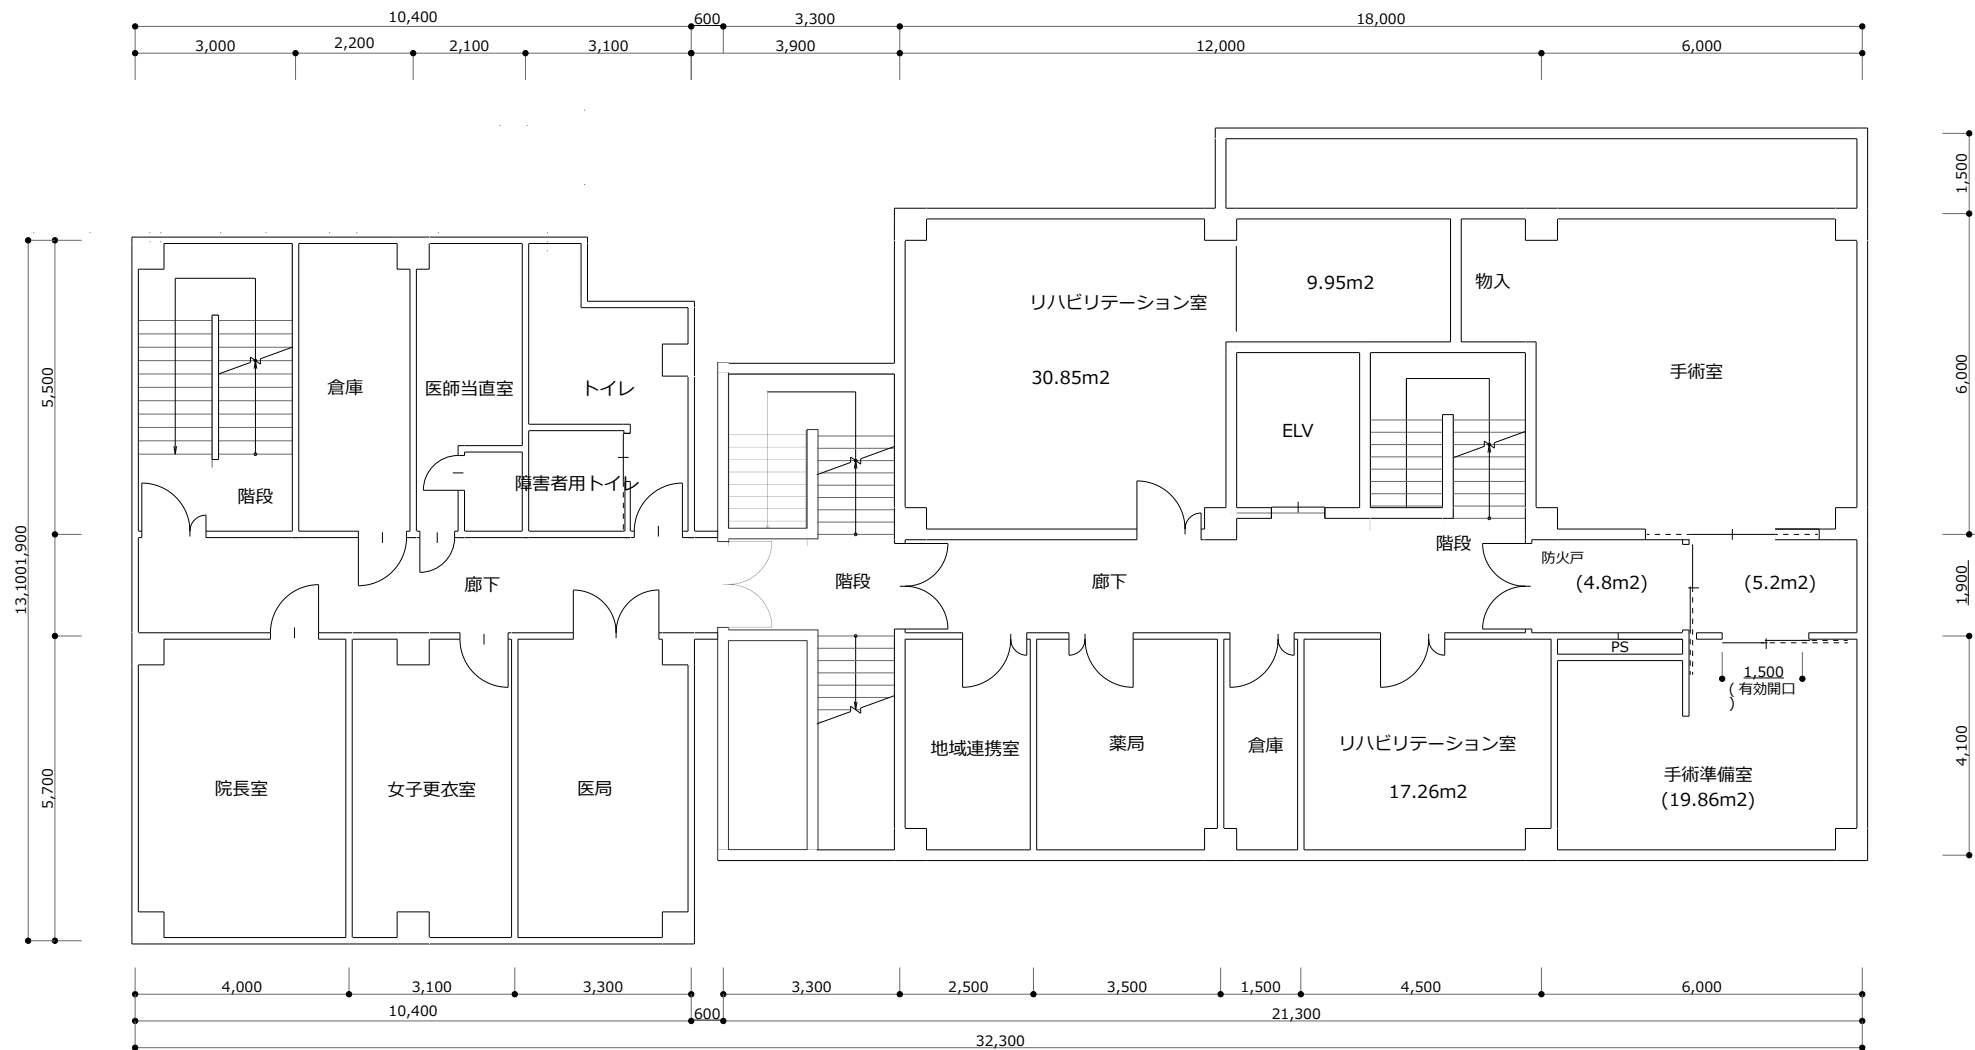 10,400
600
3,300
18,000
3,000
2,200
2,100
3,100
3,900
12,000
6,000
1,500
9.95m2
物入
リハビリテーション室
30.85m2
手術室
6,000
5,500
倉庫
医師当直室
トイレ
ELV
障害者用トイレ
階段
階段
防火戸
廊下
階段
廊下
(4.8m2)
(5.2m2)
1,900
13,100
1,900
PS
1,500
(有効開口)
地域連携室
薬局
倉庫
リハビリテーション室
17.26m2
手術準備室
(19.86m2)
4,100
5,700
院長室
女子更衣室
医局
4,000
3,100
3,300
3,300
2,500
3,500
1,500
4,500
6,000
10,400
600
21,300
32,300